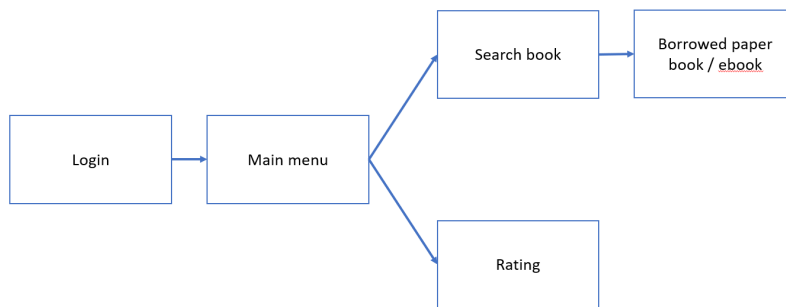 Login
Main menu
Search book
Borrowed paper
book / ebook
Rating